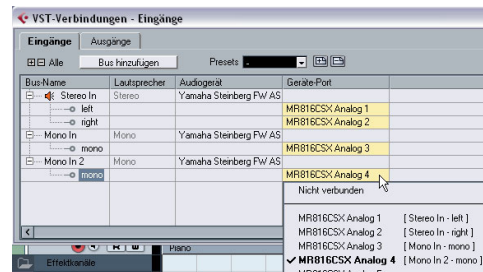 VST-Verbindungen - Eingänge
Eingänge Ausgänge
Alle Bus hinzufügen Presets -
Bus-Name Lautsprecher Audiogerät Geräte-Port
Stereo In Stereo Yamaha Steinberg FW AS
left MR816CSX Analog 1
right MR816CSX Analog 2
Mono In Mono Yamaha Steinberg FW AS
mono MR816CSX Analog 3
Mono In 2 Mono Yamaha Steinberg FW AS
mono MR816CSX Analog 4
Nicht verbunden
MR816CSX Analog 1 [ Stereo In - left ]
MR816CSX Analog 2 [ Stereo In - right ]
MR816CSX Analog 3 [ Mono In - mono ]
MR816CSX Analog 4 [ Mono In 2 - mono ]
R W Piano
Effektkanäle